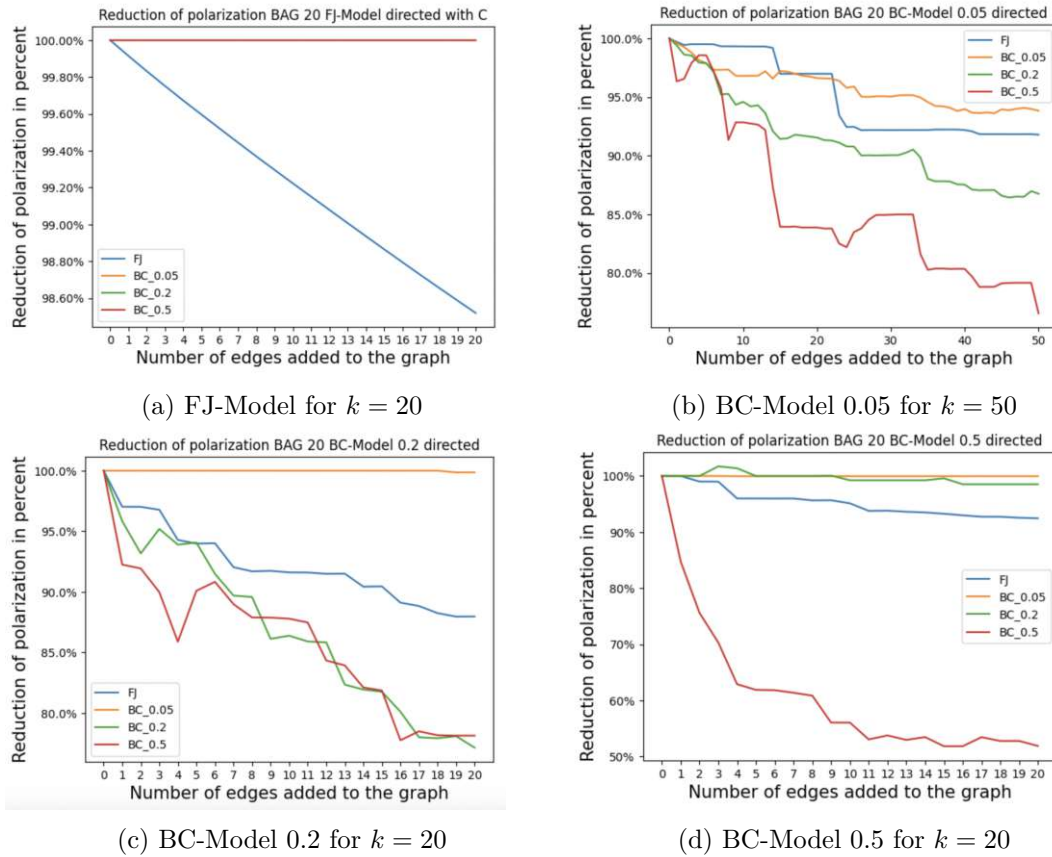 Reduction of polarization BAG 20 FJ-Model directed with C
Reduction of polarization in percent
100.00%
99.80%
99.60%
99.40%
99.20%
99.00%
98.80%
98.60%
FJ
BC_0.05
BC_0.2
BC_0.5
0 1 2 3 4 5 6 7 8 9 10 11 12 13 14 15 16 17 18 19 20
Number of edges added to the graph
(a) FJ-Model for k = 20
Reduction of polarization BAG 20 BC-Model 0.05 directed
Reduction of polarization in percent
100.0%
95.0%
90.0%
85.0%
80.0%
FJ
BC_0.05
BC_0.2
BC_0.5
0 10 20 30 40 50
Number of edges added to the graph
(b) BC-Model 0.05 for k = 50
Reduction of polarization BAG 20 BC-Model 0.2 directed
Reduction of polarization in percent
100.0%
95.0%
90.0%
85.0%
80.0%
FJ
BC_0.05
BC_0.2
BC_0.5
0 1 2 3 4 5 6 7 8 9 10 11 12 13 14 15 16 17 18 19 20
Number of edges added to the graph
(c) BC-Model 0.2 for k = 20
Reduction of polarization BAG 20 BC-Model 0.5 directed
Reduction of polarization in percent
100%
90%
80%
70%
60%
50%
FJ
BC_0.05
BC_0.2
BC_0.5
0 1 2 3 4 5 6 7 8 9 10 11 12 13 14 15 16 17 18 19 20
Number of edges added to the graph
(d) BC-Model 0.5 for k = 20